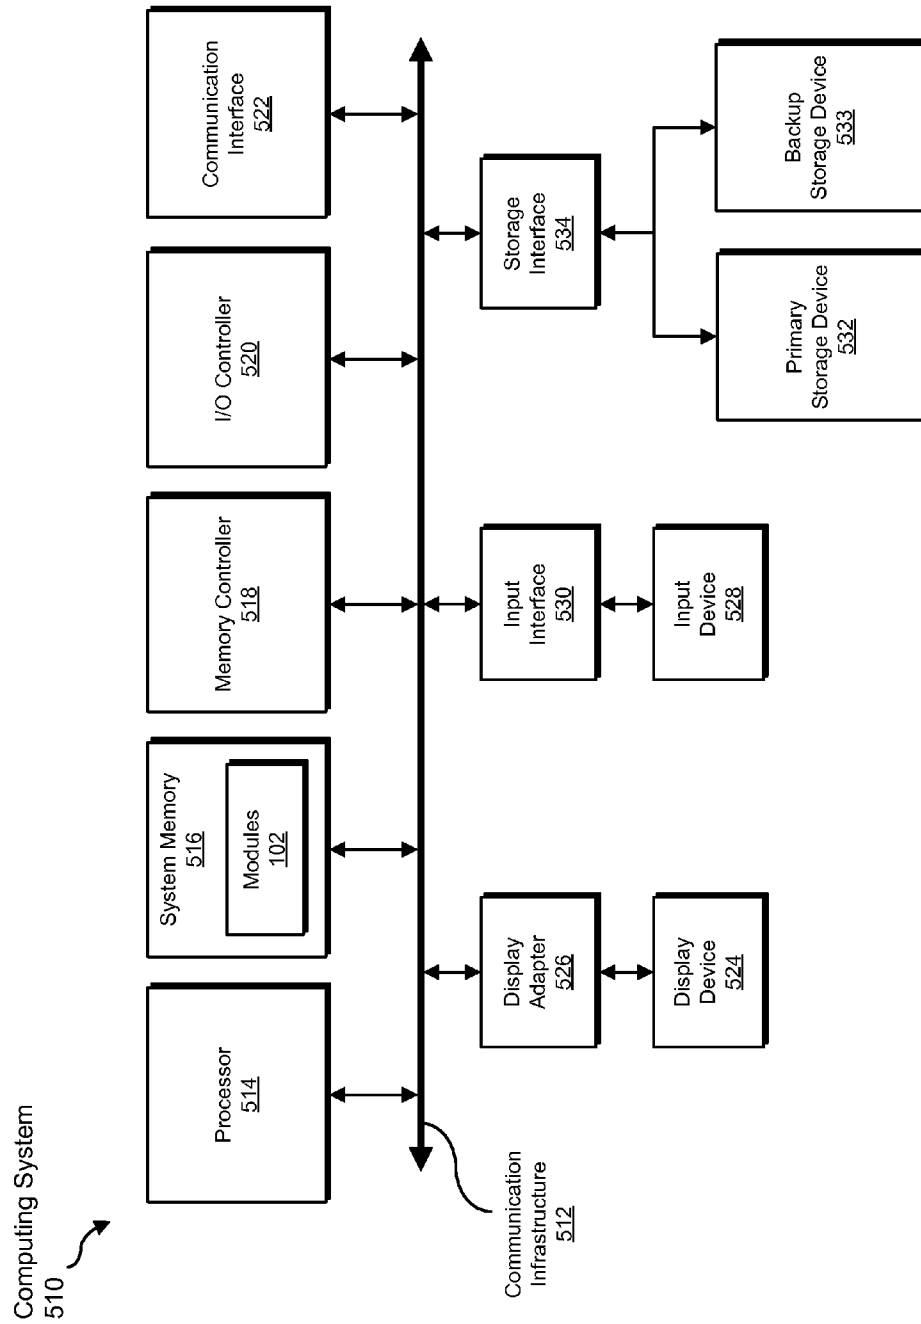 Computing System
510
Processor
514
System Memory
516
Modules
102
Memory Controller
518
I/O Controller
520
Communication
Interface
522
Communication
Infrastructure
512
Display
Adapter
526
Input
Interface
530
Storage
Interface
534
Display
Device
524
Input
Device
528
Primary
Storage Device
532
Backup
Storage Device
533